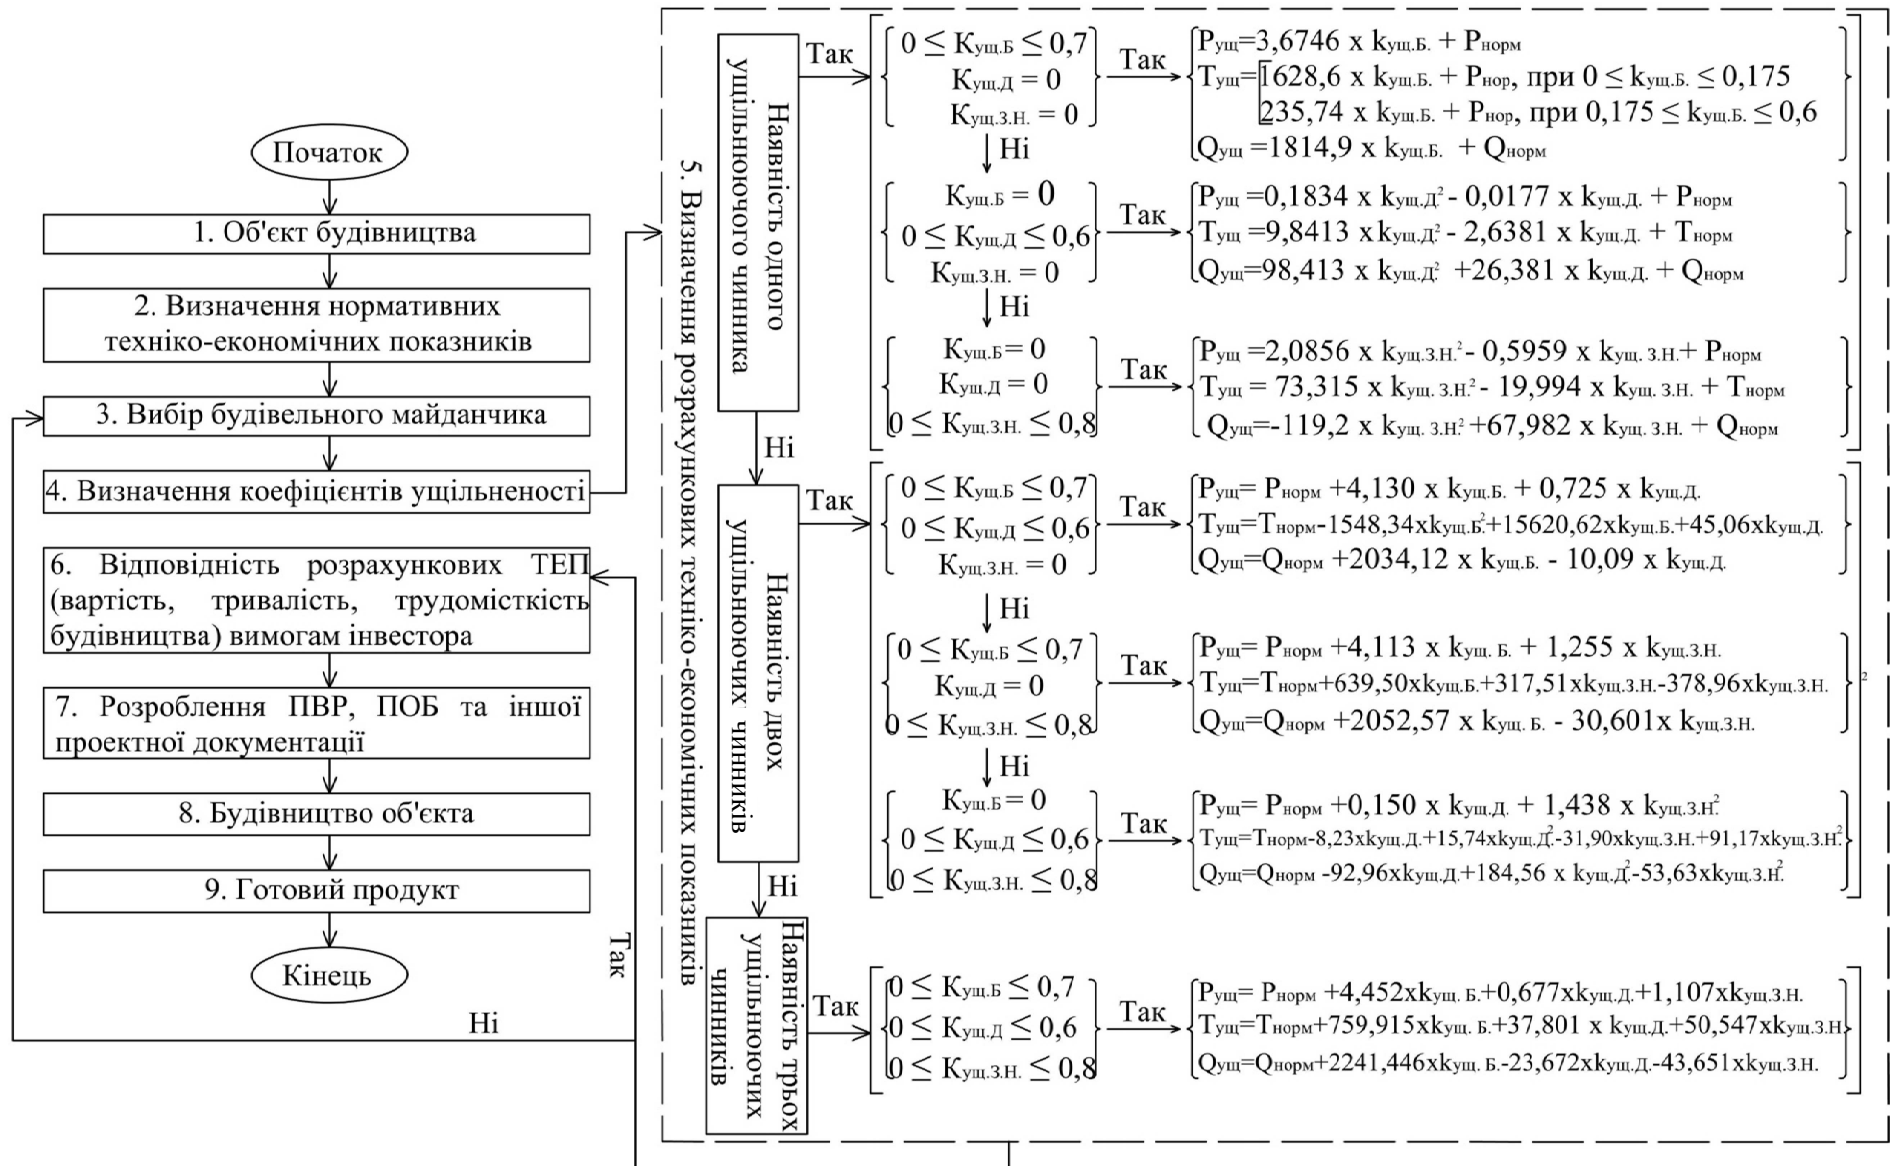 Початок
1. Об'єкт будівництва
2. Визначення нормативних
техніко-економічних показників
3. Вибір будівельного майданчика
4. Визначення коефіцієнтів ущільненості
6. Відповідність розрахункових ТЕП
(вартість, тривалість, трудомісткість
будівництва) вимогам інвестора
7. Розроблення ПВР, ПОБ та іншої
проектної документації
8. Будівництво об'єкта
9. Готовий продукт
Кінець
Ні
Так
5. Визначення розрахункових техніко-економічних показників
Наявність одного
ущільнюючого чинника
Так
0 ≤ Kущ.Б ≤ 0,7
Kущ.Д = 0
Kущ.З.Н. = 0
Так
Pущ=3,6746 x kущ.Б. + Pнорм
Tущ=1628,6 x kущ.Б. + Pнор, при 0 ≤ kущ.Б. ≤ 0,175
235,74 x kущ.Б. + Pнор, при 0,175 ≤ kущ.Б. ≤ 0,6
Qущ =1814,9 x kущ.Б. + Qнорм
Ні
Kущ.Б = 0
0 ≤ Kущ.Д ≤ 0,6
Kущ.З.Н. = 0
Так
Pущ =0,1834 x kущ.Д² - 0,0177 x kущ.Д. + Pнорм
Tущ =9,8413 x kущ.Д² - 2,6381 x kущ.Д. + Tнорм
Qущ=98,413 x kущ.Д² +26,381 x kущ.Д. + Qнорм
Ні
Kущ.Б= 0
Kущ.Д = 0
0 ≤ Kущ.З.Н. ≤ 0,8
Так
Pущ =2,0856 x kущ.З.Н.² - 0,5959 x kущ. З.Н.+ Pнорм
Tущ = 73,315 x kущ. З.Н.² - 19,994 x kущ. З.Н. + Tнорм
Qущ=-119,2 x kущ. З.Н.² +67,982 x kущ. З.Н. + Qнорм
Ні
Наявність двох
ущільнюючих чинників
Так
0 ≤ Kущ.Б ≤ 0,7
0 ≤ Kущ.Д ≤ 0,6
Kущ.З.Н. = 0
Так
Pущ= Pнорм +4,130 x kущ.Б. + 0,725 x kущ.Д.
Tущ=Tнорм-1548,34xkущ.Б.²+15620,62xkущ.Б.+45,06xkущ.Д.
Qущ=Qнорм +2034,12 x kущ.Б. - 10,09 x kущ.Д.
Ні
0 ≤ Kущ.Б ≤ 0,7
Kущ.Д = 0
0 ≤ Kущ.З.Н. ≤ 0,8
Так
Pущ= Pнорм +4,113 x kущ. Б. + 1,255 x kущ.З.Н.
Tущ=Tнорм+639,50xkущ.Б.+317,51xkущ.З.Н.-378,96xkущ.З.Н. ²
Qущ=Qнорм +2052,57 x kущ. Б. - 30,601x kущ.З.Н.
Ні
Kущ.Б= 0
0 ≤ Kущ.Д ≤ 0,6
0 ≤ Kущ.З.Н. ≤ 0,8
Так
Pущ= Pнорм +0,150 x kущ.Д. + 1,438 x kущ.З.Н.²
Tущ=Tнорм-8,23xkущ.Д.+15,74xkущ.Д.²-31,90xkущ.З.Н.+91,17xkущ.З.Н.²
Qущ=Qнорм -92,96xkущ.Д.+184,56 x kущ.Д.²-53,63xkущ.З.Н.²
Ні
Наявність трьох
ущільнюючих
чинників
Так
0 ≤ Kущ.Б ≤ 0,7
0 ≤ Kущ.Д ≤ 0,6
0 ≤ Kущ.З.Н. ≤ 0,8
Так
Pущ= Pнорм +4,452xkущ. Б.+0,677xkущ.Д.+1,107xkущ.З.Н.
Tущ=Tнорм+759,915xkущ. Б.+37,801 x kущ.Д.+50,547xkущ.З.Н
Qущ=Qнорм+2241,446xkущ. Б.-23,672xkущ.Д.-43,651xkущ.З.Н.